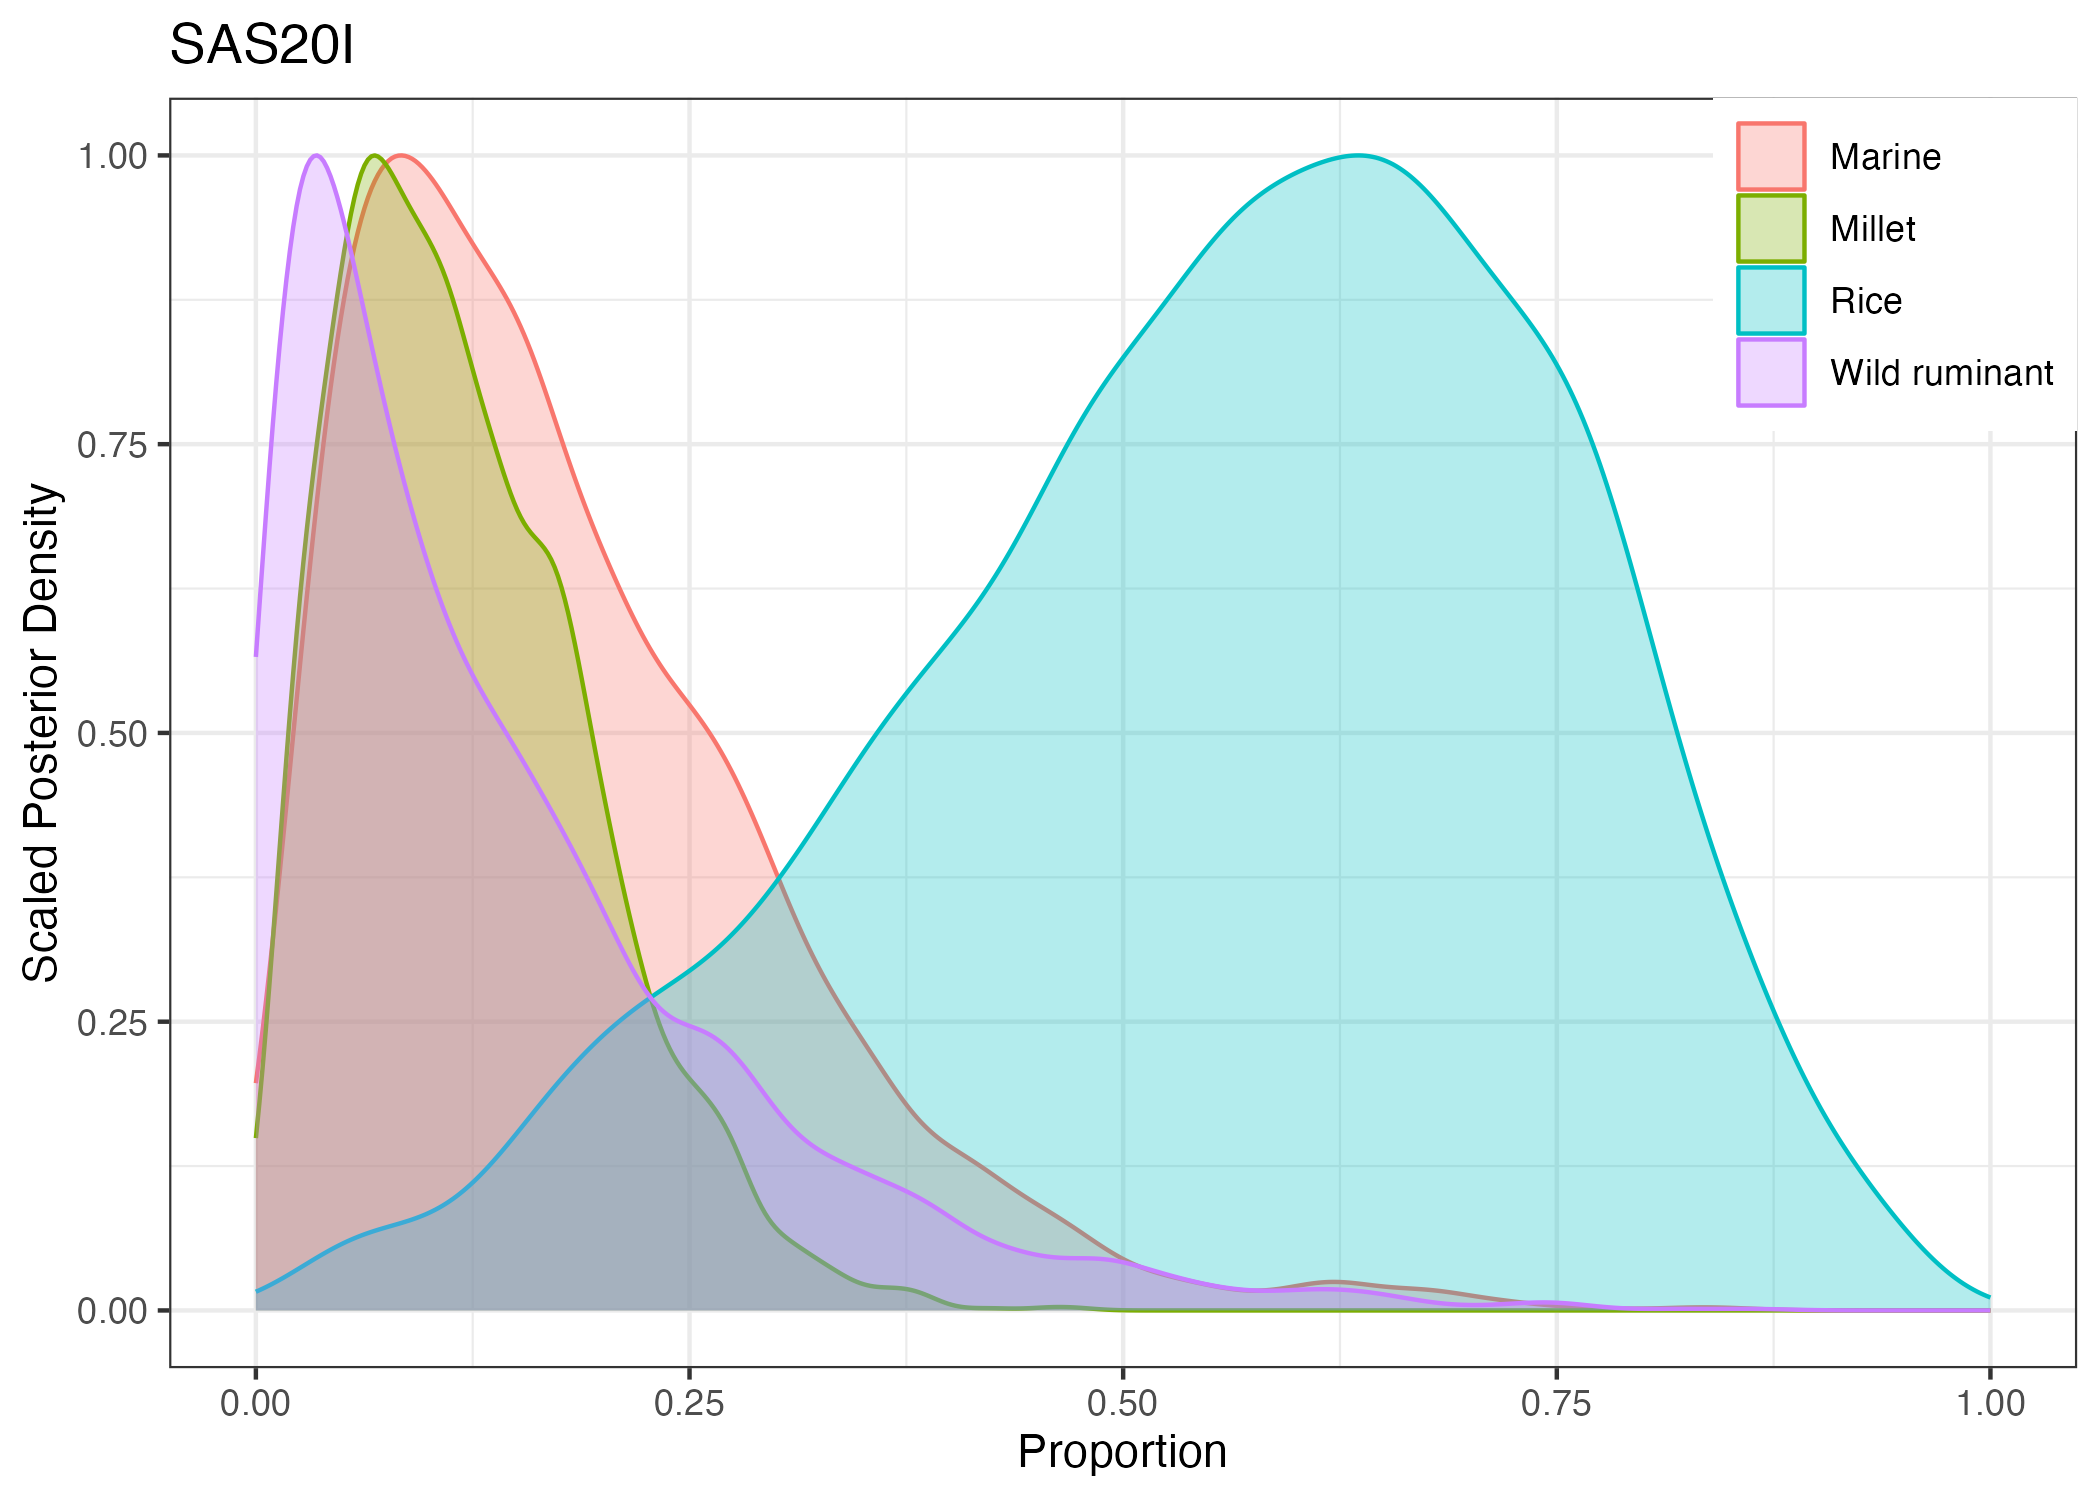 SAS20I
1.00
0.75
0.50
0.25
0.00
Scaled Posterior Density
Marine
Millet
Rice
Wild ruminant
0.00 0.25 0.50 0.75 1.00
Proportion